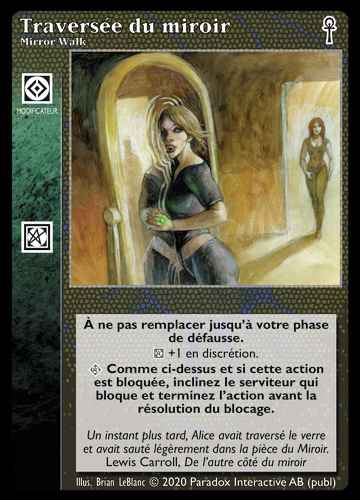 Traversée du miroir
Mirror Walk
MODIFICATEUR
À ne pas remplacer jusqu'à votre phase
de défausse.
+1 en discrétion.
Comme ci-dessus et si cette action
est bloquée, inclinez le serviteur qui
bloque et terminez l'action avant la
résolution du blocage.
Un instant plus tard, Alice avait traversé le verre
et avait sauté légèrement dans la pièce du Miroir.
Lewis Carroll, De l'autre côté du miroir
Illus. Brian LeBlanc © 2020 Paradox Interactive AB (publ)